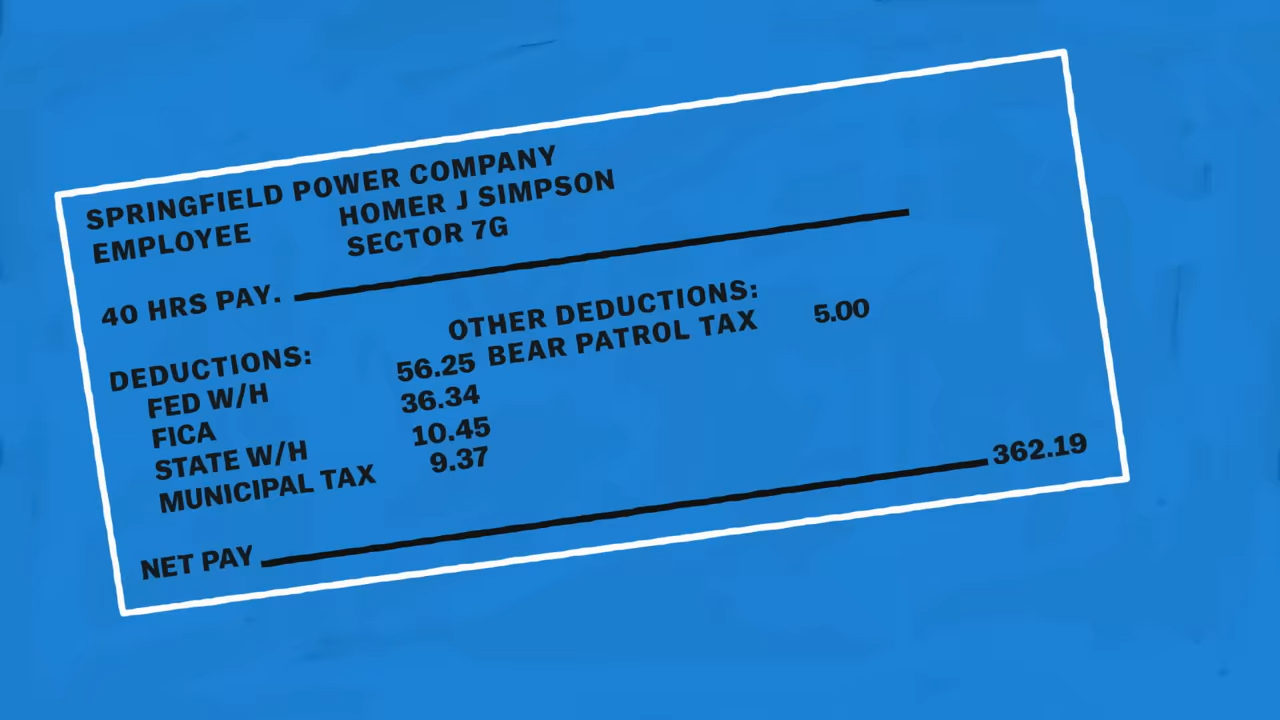 SPRINGFIELD POWER COMPANY
EMPLOYEE HOMER J SIMPSON
SECTOR 7G
40 HRS PAY.
OTHER DEDUCTIONS:
DEDUCTIONS: BEAR PATROL TAX 5.00
FED W/H 56.25
FICA 36.34
STATE W/H 10.45
MUNICIPAL TAX 9.37
NET PAY 362.19